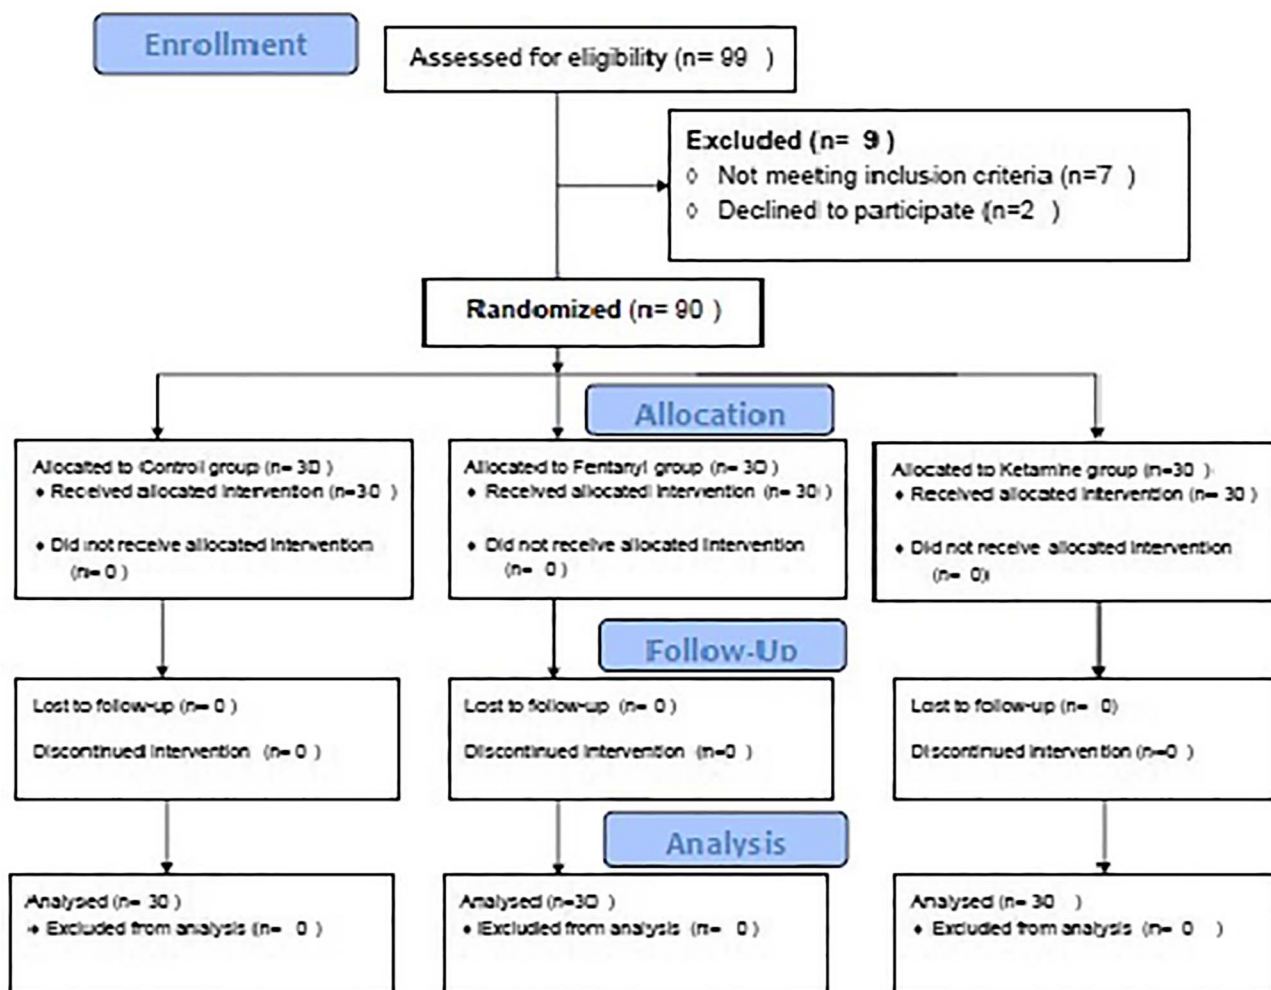 Enrollment
Assessed for eligibility (n= 99 )
Excluded (n= 9 )
◊ Not meeting inclusion criteria (n=7 )
◊ Declined to participate (n=2 )
Randomized (n= 90 )
Allocation
Allocated to Control group (n= 30 )
♦ Received allocated intervention (n=30 )
♦ Did not receive allocated intervention
(n= 0 )
Allocated to Fentanyl group (n= 30 )
♦ Received allocated intervention (n= 30 )
♦ Did not receive allocated intervention
(n= 0 )
Allocated to Ketamine group (n=30 )
♦ Received allocated intervention (n= 30 )
♦ Did not receive allocated intervention
(n= 0)
Follow-Up
Lost to follow-up (n= 0 )
Discontinued intervention (n= 0 )
Lost to follow-up (n= 0 )
Discontinued intervention (n=0 )
Lost to follow-up (n= 0)
Discontinued intervention (n=0 )
Analysis
Analysed (n= 30 )
♦ Excluded from analysis (n= 0 )
Analysed (n=30 )
♦ Excluded from analysis (n= 0 )
Analysed (n= 30 )
♦ Excluded from analysis (n= 0 )